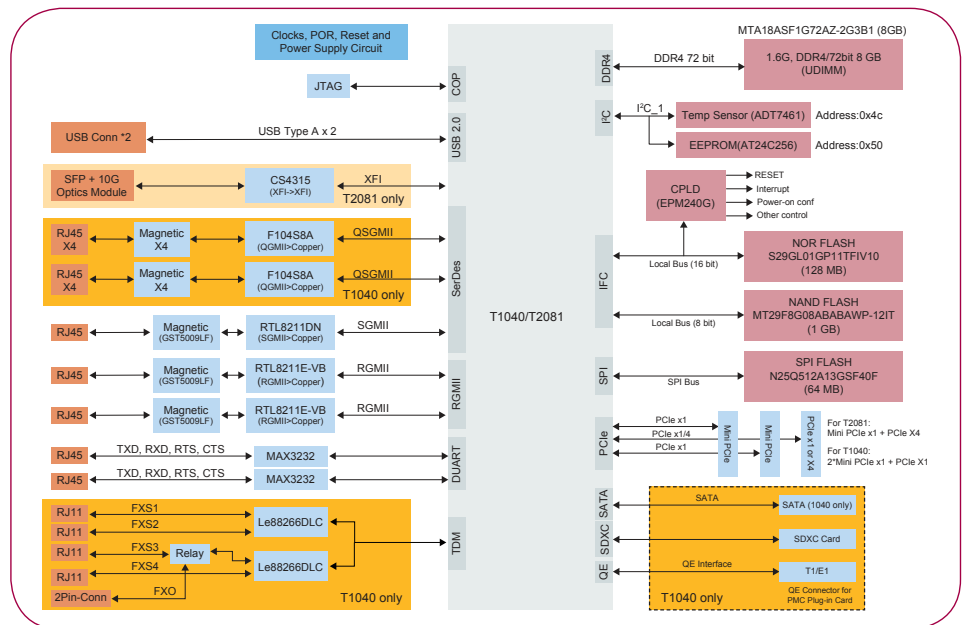 Clocks, POR, Reset and
Power Supply Circuit
JTAG
COP
USB Conn *2
USB Type A x 2
USB 2.0
SFP + 10G
Optics Module
CS4315
(XFI->XFI)
XFI
T2081 only
RJ45
X4
Magnetic
X4
F104S8A
(QGMII>Copper)
QSGMII
RJ45
X4
Magnetic
X4
F104S8A
(QGMII>Copper)
QSGMII
T1040 only
SerDes
RJ45
Magnetic
(GST5009LF)
RTL8211DN
(SGMII>Copper)
SGMII
RJ45
Magnetic
(GST5009LF)
RTL8211E-VB
(RGMII>Copper)
RGMII
RJ45
Magnetic
(GST5009LF)
RTL8211E-VB
(RGMII>Copper)
RGMII
RGMII
RJ45
TXD, RXD, RTS, CTS
MAX3232
RJ45
TXD, RXD, RTS, CTS
MAX3232
DUART
RJ11
FXS1
Le88266DLC
RJ11
FXS2
RJ11
FXS3
Relay
Le88266DLC
RJ11
FXS4
2Pin-Conn
FXO
T1040 only
TDM
T1040/T2081
MTA18ASF1G72AZ-2G3B1 (8GB)
DDR4
DDR4 72 bit
1.6G, DDR4/72bit 8 GB
(UDIMM)
I²C
I²C_1
Temp Sensor (ADT7461)
Address:0x4c
EEPROM(AT24C256)
Address:0x50
CPLD
(EPM240G)
RESET
Interrupt
Power-on conf
Other control
IFC
Local Bus (16 bit)
NOR FLASH
S29GL01GP11TFIV10
(128 MB)
Local Bus (8 bit)
NAND FLASH
MT29F8G08ABABAWP-12IT
(1 GB)
SPI
SPI Bus
SPI FLASH
N25Q512A13GSF40F
(64 MB)
PCIe
PCIe x1
PCIe x1/4
PCIe x1
Mini PCIe
Mini PCIe
PCIe x1
or X4
For T2081:
Mini PCIe x1 + PCIe X4
For T1040:
2*Mini PCIe x1 + PCIe X1
SATA
SATA
SATA (1040 only)
SDXC
SDXC Card
QE
QE Interface
T1/E1
T1040 only
QE Connector for
PMC Plug-in Card